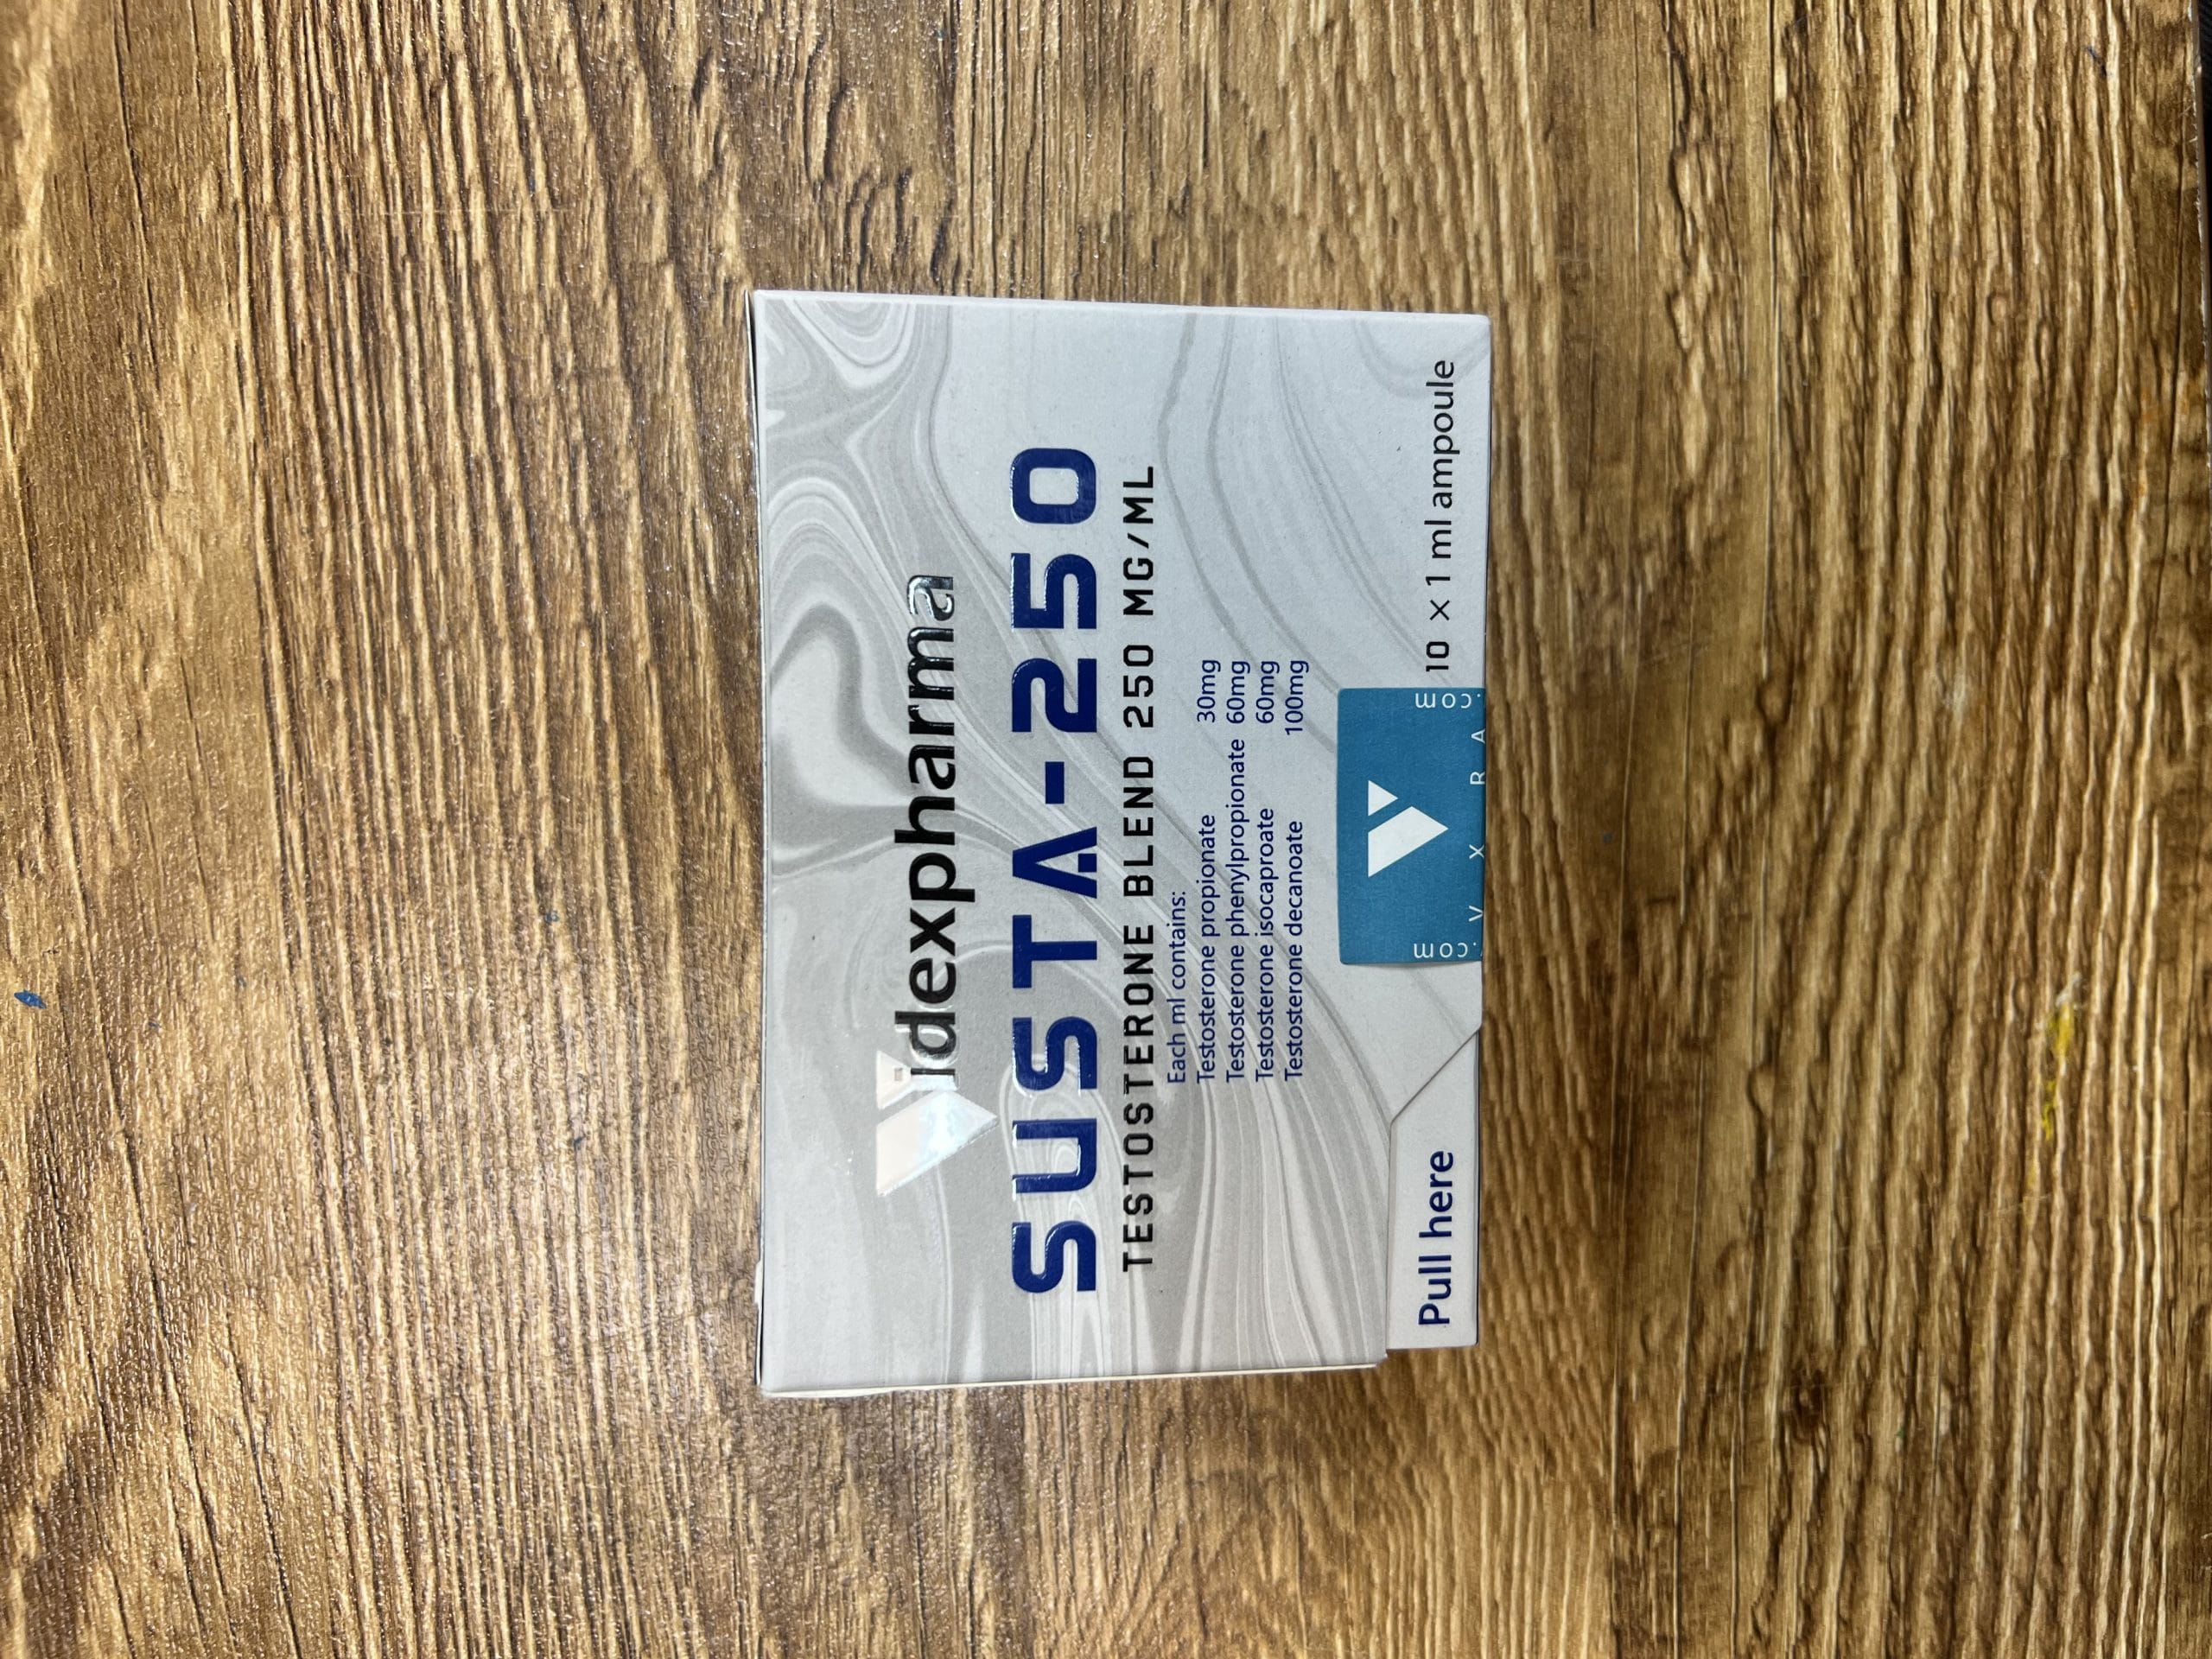 Videxpharma
SUSTA-250
TESTOSTERONE BLEND 250 MG/ML
Each ml contains:
Testosterone propionate 30mg
Testosterone phenylpropionate 60mg
Testosterone isocaproate 60mg
Testosterone decanoate 100mg
.com
.com
V X R A
Pull here
10 × 1 ml ampoule